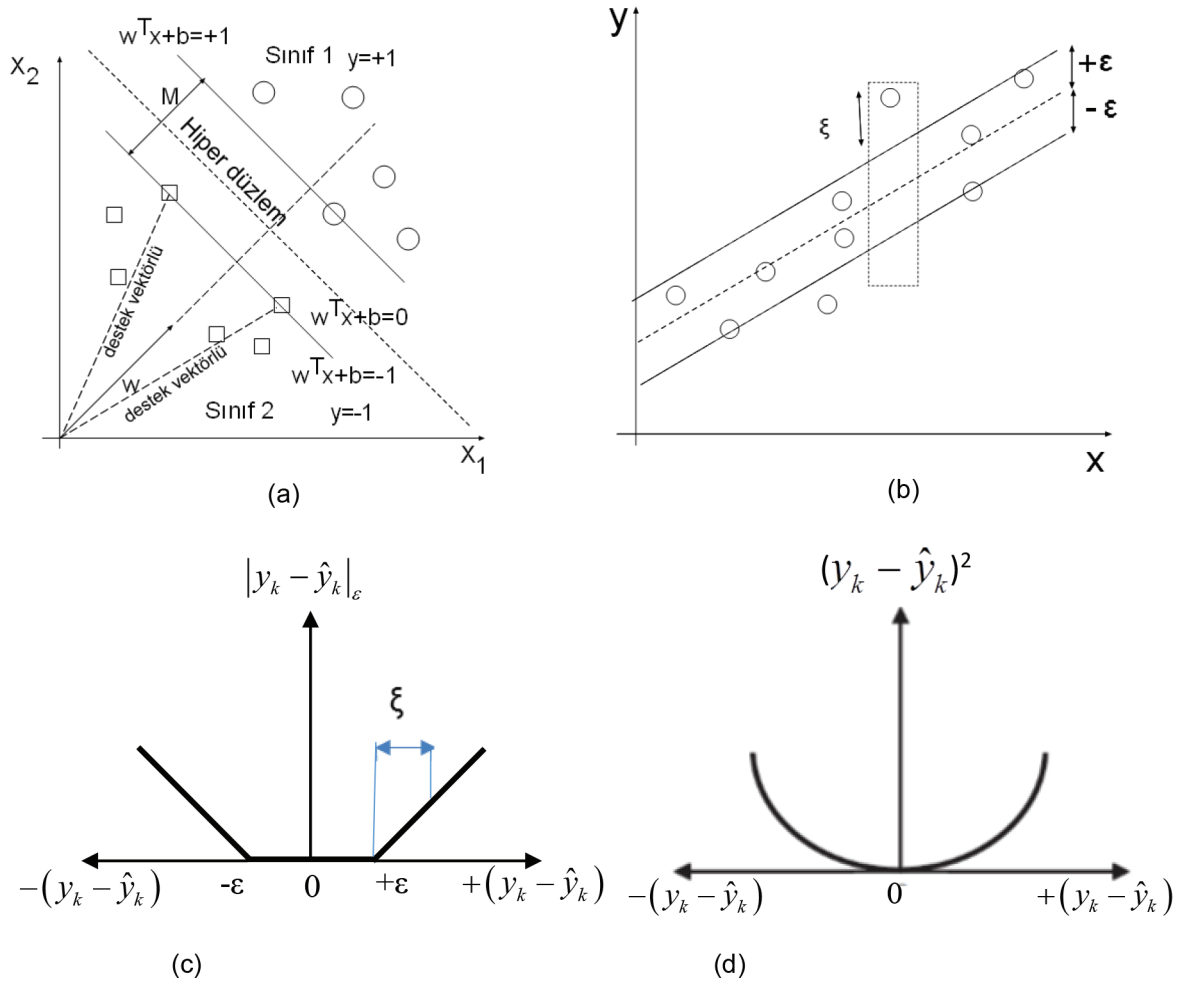 wᵀx+b=+1
Sınıf 1 y=+1
x₂
M
Hiper düzlem
destek vektörlü
w
destek vektörlü
wᵀx+b=0
wᵀx+b=-1
Sınıf 2 y=-1
x₁
(a)
y
+ε
- ε
ξ
x
(b)
|yₖ − ŷₖ|ε
ξ
−(yₖ − ŷₖ) -ε 0 +ε +(yₖ − ŷₖ)
(c)
(yₖ − ŷₖ)²
−(yₖ − ŷₖ) 0 +(yₖ − ŷₖ)
(d)